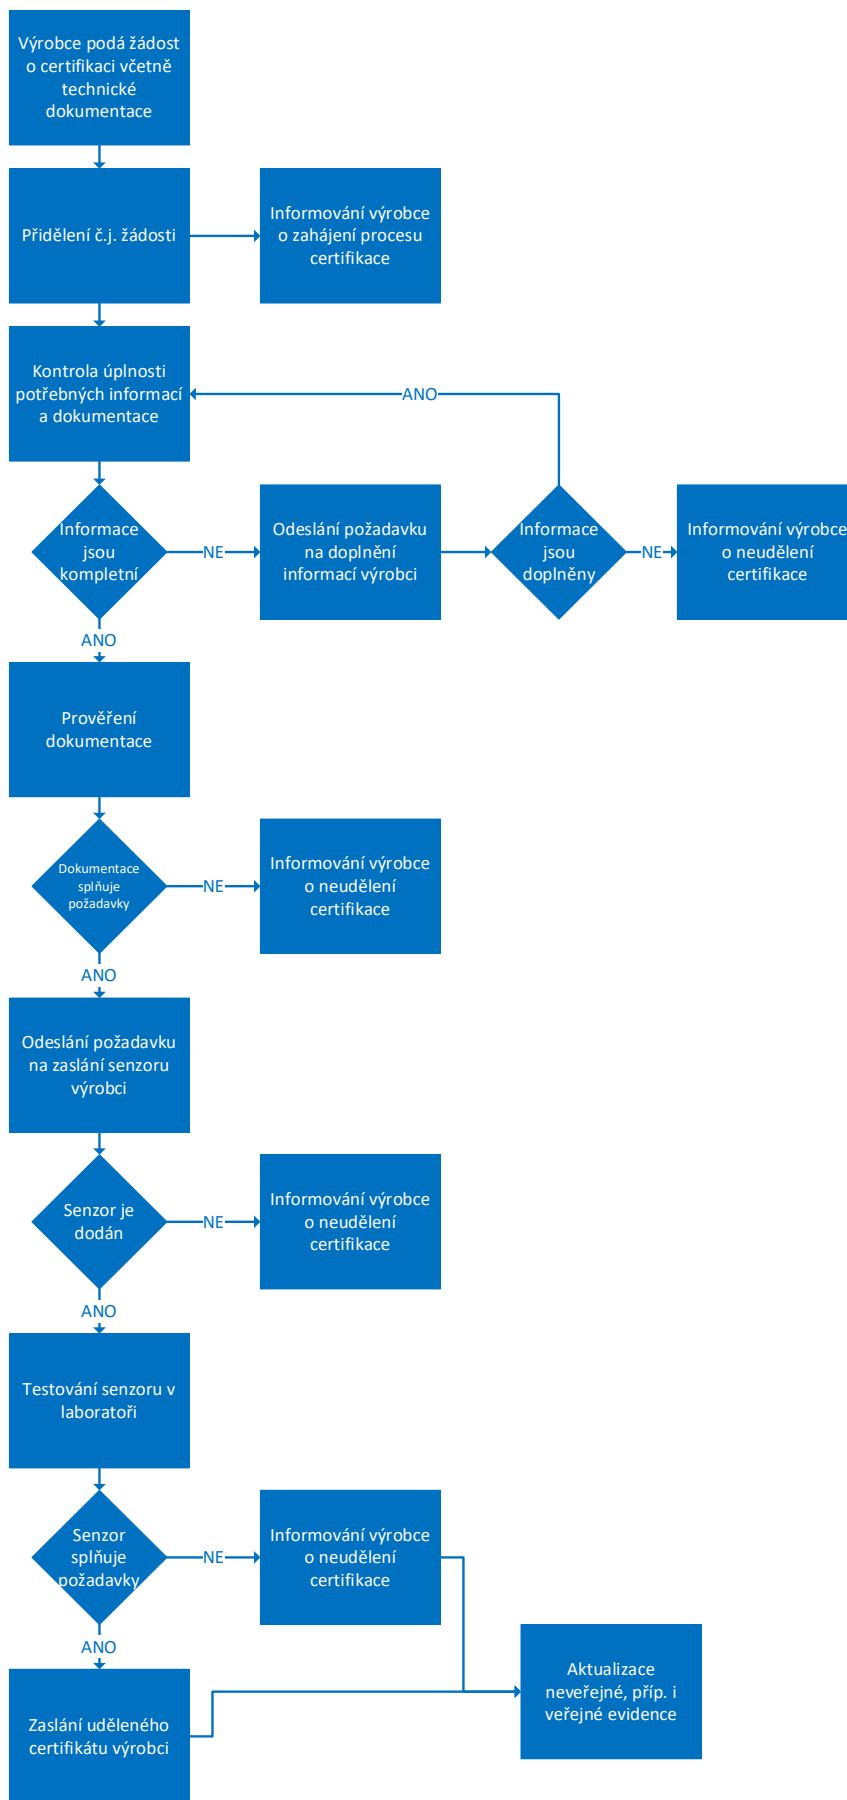 Výrobce podá žádost
o certifikaci včetně
technické
dokumentace
Přidělení č.j. žádosti
Informování výrobce
o zahájení procesu
certifikace
Kontrola úplnosti
potřebných informací
a dokumentace
ANO
Informace
jsou
kompletní
NE
Odeslání požadavku
na doplnění
informací výrobci
Informace
jsou
doplněny
NE
Informování výrobce
o neudělení
certifikace
ANO
Prověření
dokumentace
Dokumentace
splňuje
požadavky
NE
Informování výrobce
o neudělení
certifikace
ANO
Odeslání požadavku
na zaslání senzoru
výrobci
Senzor je
dodán
NE
Informování výrobce
o neudělení
certifikace
ANO
Testování senzoru v
laboratoři
Senzor
splňuje
požadavky
NE
Informování výrobce
o neudělení
certifikace
ANO
Zaslání uděleného
certifikátu výrobci
Aktualizace
neveřejné, příp. i
veřejné evidence